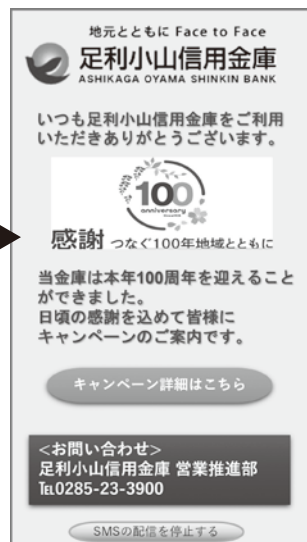 地元とともに Face to Face
足利小山信用金庫
ASHIKAGA OYAMA SHINKIN BANK
いつも足利小山信用金庫をご利用
いただきありがとうございます。
100
anniversary
感謝 つなぐ100年地域とともに
当金庫は本年100周年を迎えること
ができました。
日頃の感謝を込めて皆様に
キャンペーンのご案内です。
キャンペーン詳細はこちら
<お問い合わせ>
足利小山信用金庫 営業推進部
℡0285-23-3900
SMSの配信を停止する